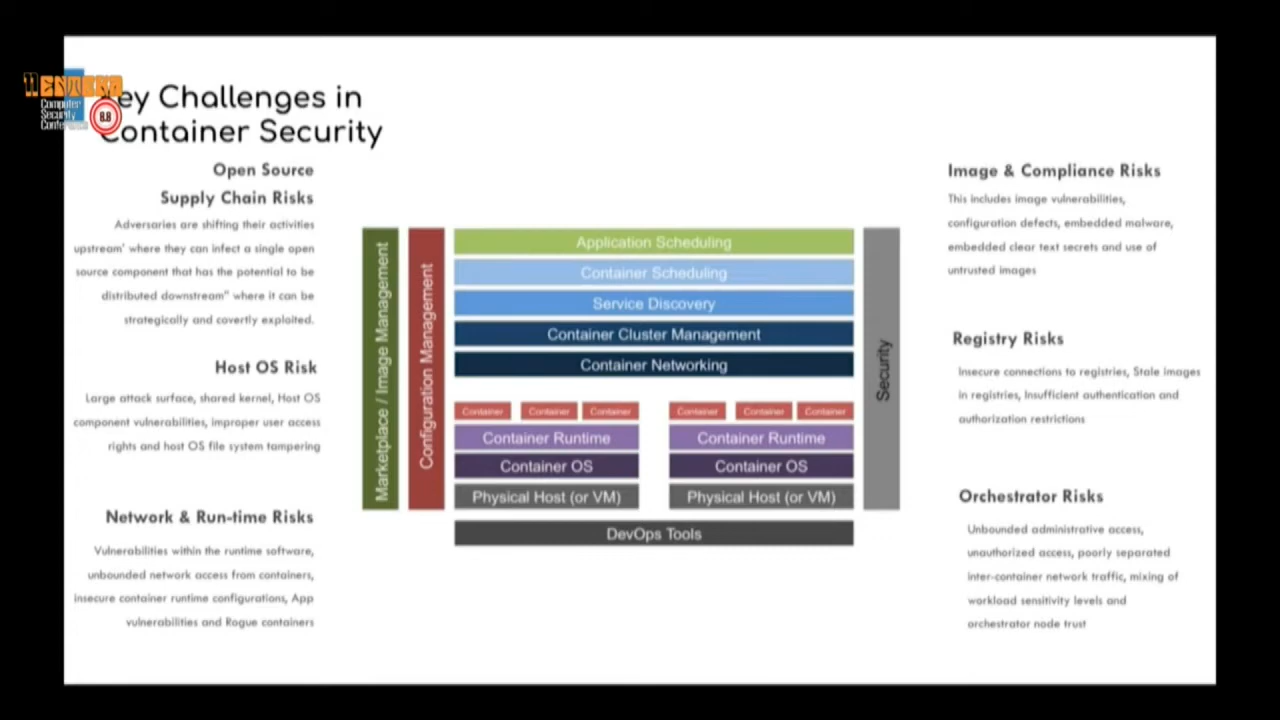 11ENTEKA
Computer
Security
Conference
8.8
ey Challenges in
Container Security
Open Source
Supply Chain Risks
Adversaries are shifting their activities
upstream' where they can infect a single open
source component that has the potential to be
distributed downstream" where it can be
strategically and covertly exploited.
Host OS Risk
Large attack surface, shared kernel, Host OS
component vulnerabilities, improper user access
rights and host OS file system tampering
Network & Run-time Risks
Vulnerabilities within the runtime software,
unbounded network access from containers,
insecure container runtime configurations, App
vulnerabilities and Rogue containers
Marketplace / Image Management
Configuration Management
Application Scheduling
Container Scheduling
Service Discovery
Container Cluster Management
Container Networking
Container Container Container Container Container Container
Container Runtime Container Runtime
Container OS Container OS
Physical Host (or VM) Physical Host (or VM)
DevOps Tools
Security
Image & Compliance Risks
This includes image vulnerabilities,
configuration defects, embedded malware,
embedded clear text secrets and use of
untrusted images
Registry Risks
Insecure connections to registries, Stale images
in registries, Insufficient authentication and
authorization restrictions
Orchestrator Risks
Unbounded administrative access,
unauthorized access, poorly separated
inter-container network traffic, mixing of
workload sensitivity levels and
orchestrator node trust